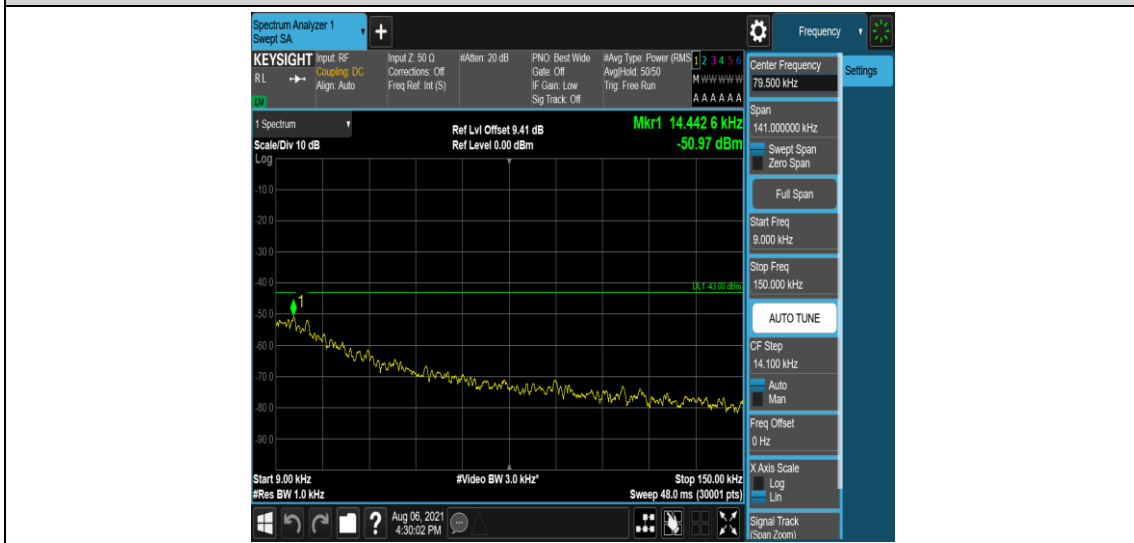 Spectrum Analyzer 1
Swept SA
Frequency
KEYSIGHT
RL
LXI
Input: RF
Coupling: DC
Align: Auto
Input Z: 50 Ω
Corrections: Off
Freq Ref: Int (S)
#Atten: 20 dB
PNO: Best Wide
Gate: Off
IF Gain: Low
Sig Track: Off
#Avg Type: Power (RMS
Avg|Hold: 50/50
Trig: Free Run
1 2 3 4 5 6
M W W W W W
A A A A A A
1 Spectrum
Scale/Div 10 dB
Ref Lvl Offset 9.41 dB
Ref Level 0.00 dBm
Mkr1 14.442 6 kHz
-50.97 dBm
Log
-10.0
-20.0
-30.0
-40.0
-50.0
-60.0
-70.0
-80.0
-90.0
DL1 -43.00 dBm
1
Start 9.00 kHz
#Res BW 1.0 kHz
#Video BW 3.0 kHz*
Stop 150.00 kHz
Sweep 48.0 ms (30001 pts)
Aug 06, 2021
4:30:02 PM
Center Frequency
79.500 kHz
Settings
Span
141.000000 kHz
Swept Span
Zero Span
Full Span
Start Freq
9.000 kHz
Stop Freq
150.000 kHz
AUTO TUNE
CF Step
14.100 kHz
Auto
Man
Freq Offset
0 Hz
X Axis Scale
Log
Lin
Signal Track
(Span Zoom)